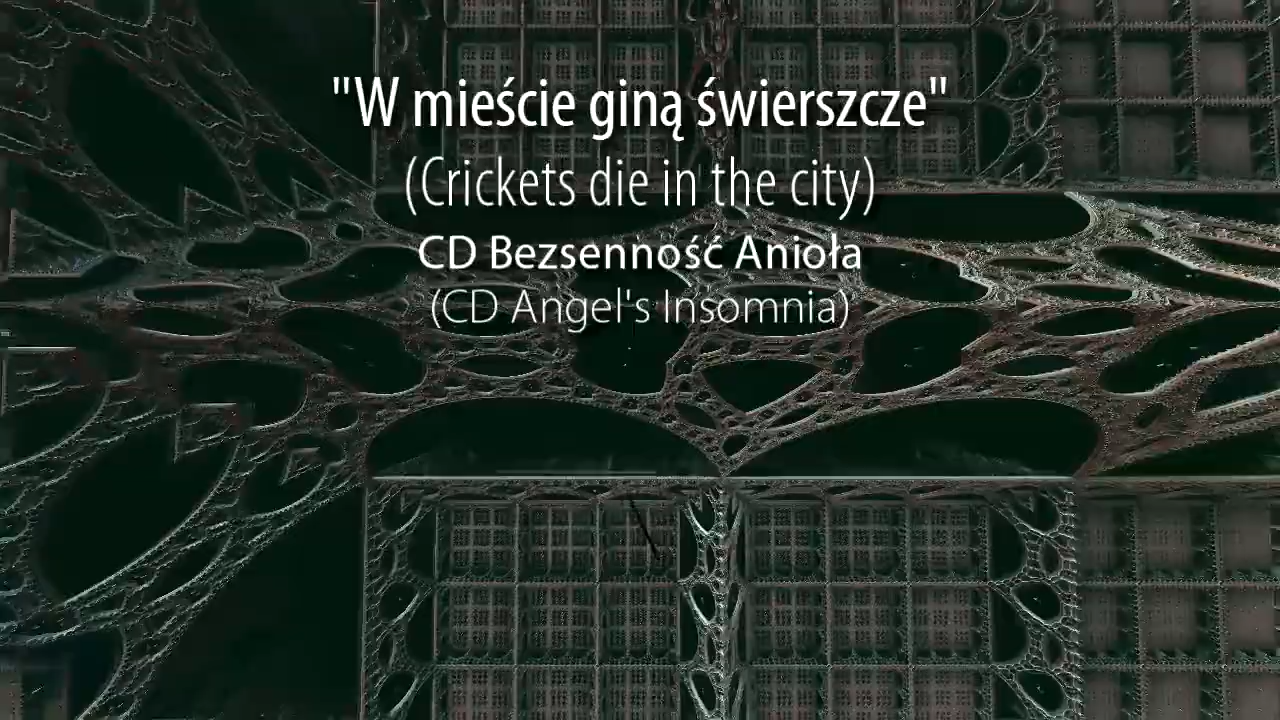 "W mieście giną świerszcze"
(Crickets die in the city)
CD Bezsenność Anioła
(CD Angel's Insomnia)